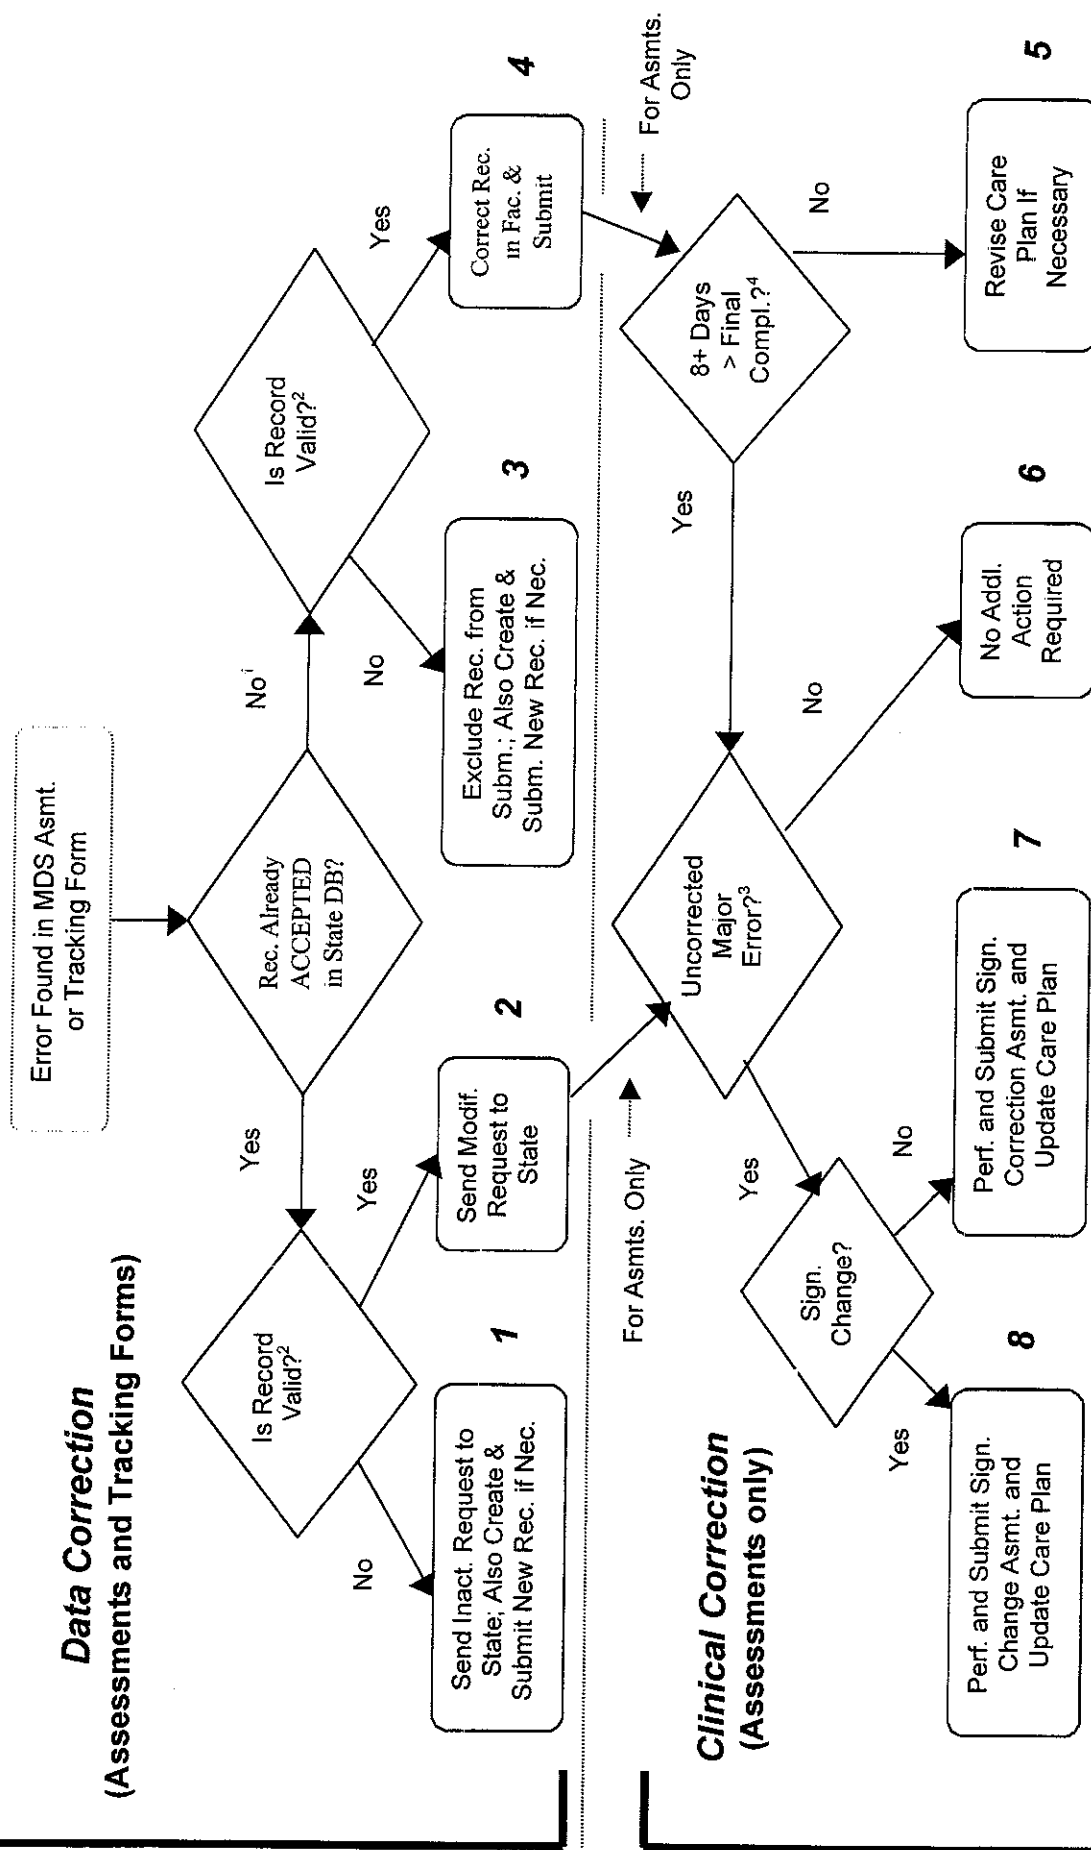 Data Correction
(Assessments and Tracking Forms)
Error Found in MDS Asmt.
or Tracking Form
Rec. Already
ACCEPTED
in State DB?
Yes
No¹
Is Record
Valid?²
Is Record
Valid?²
No
Yes
No
Yes
Send Inact. Request to
State; Also Create &
Submit New Rec. if Nec.
1
Send Modif.
Request to
State
2
Exclude Rec. from
Subm.; Also Create &
Subm. New Rec. if Nec.
3
Correct Rec.
in Fac. &
Submit
4
For Asmts. Only
For Asmts.
Only
Clinical Correction
(Assessments only)
Uncorrected
Major
Error?³
Yes
8+ Days
> Final
Compl.?⁴
Sign.
Change?
Yes
No
No
Yes
No
Perf. and Submit Sign.
Change Asmt. and
Update Care Plan
8
Perf. and Submit Sign.
Correction Asmt. and
Update Care Plan
7
No Addl.
Action
Required
6
Revise Care
Plan If
Necessary
5